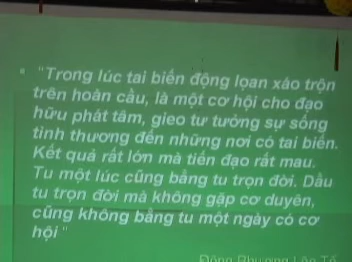 "Trong lúc tai biến động lọan xáo trộn
trên hoàn cầu, là một cơ hội cho đạo
hữu phát tâm, gieo tư tưởng sự sống
tình thương đến những nơi có tai biến.
Kết quả rất lớn mà tiến đạo rất mau.
Tu một lúc cũng bằng tu trọn đời. Dầu
tu trọn đời mà không gặp cơ duyên,
cũng không bằng tu một ngày có cơ
hội "